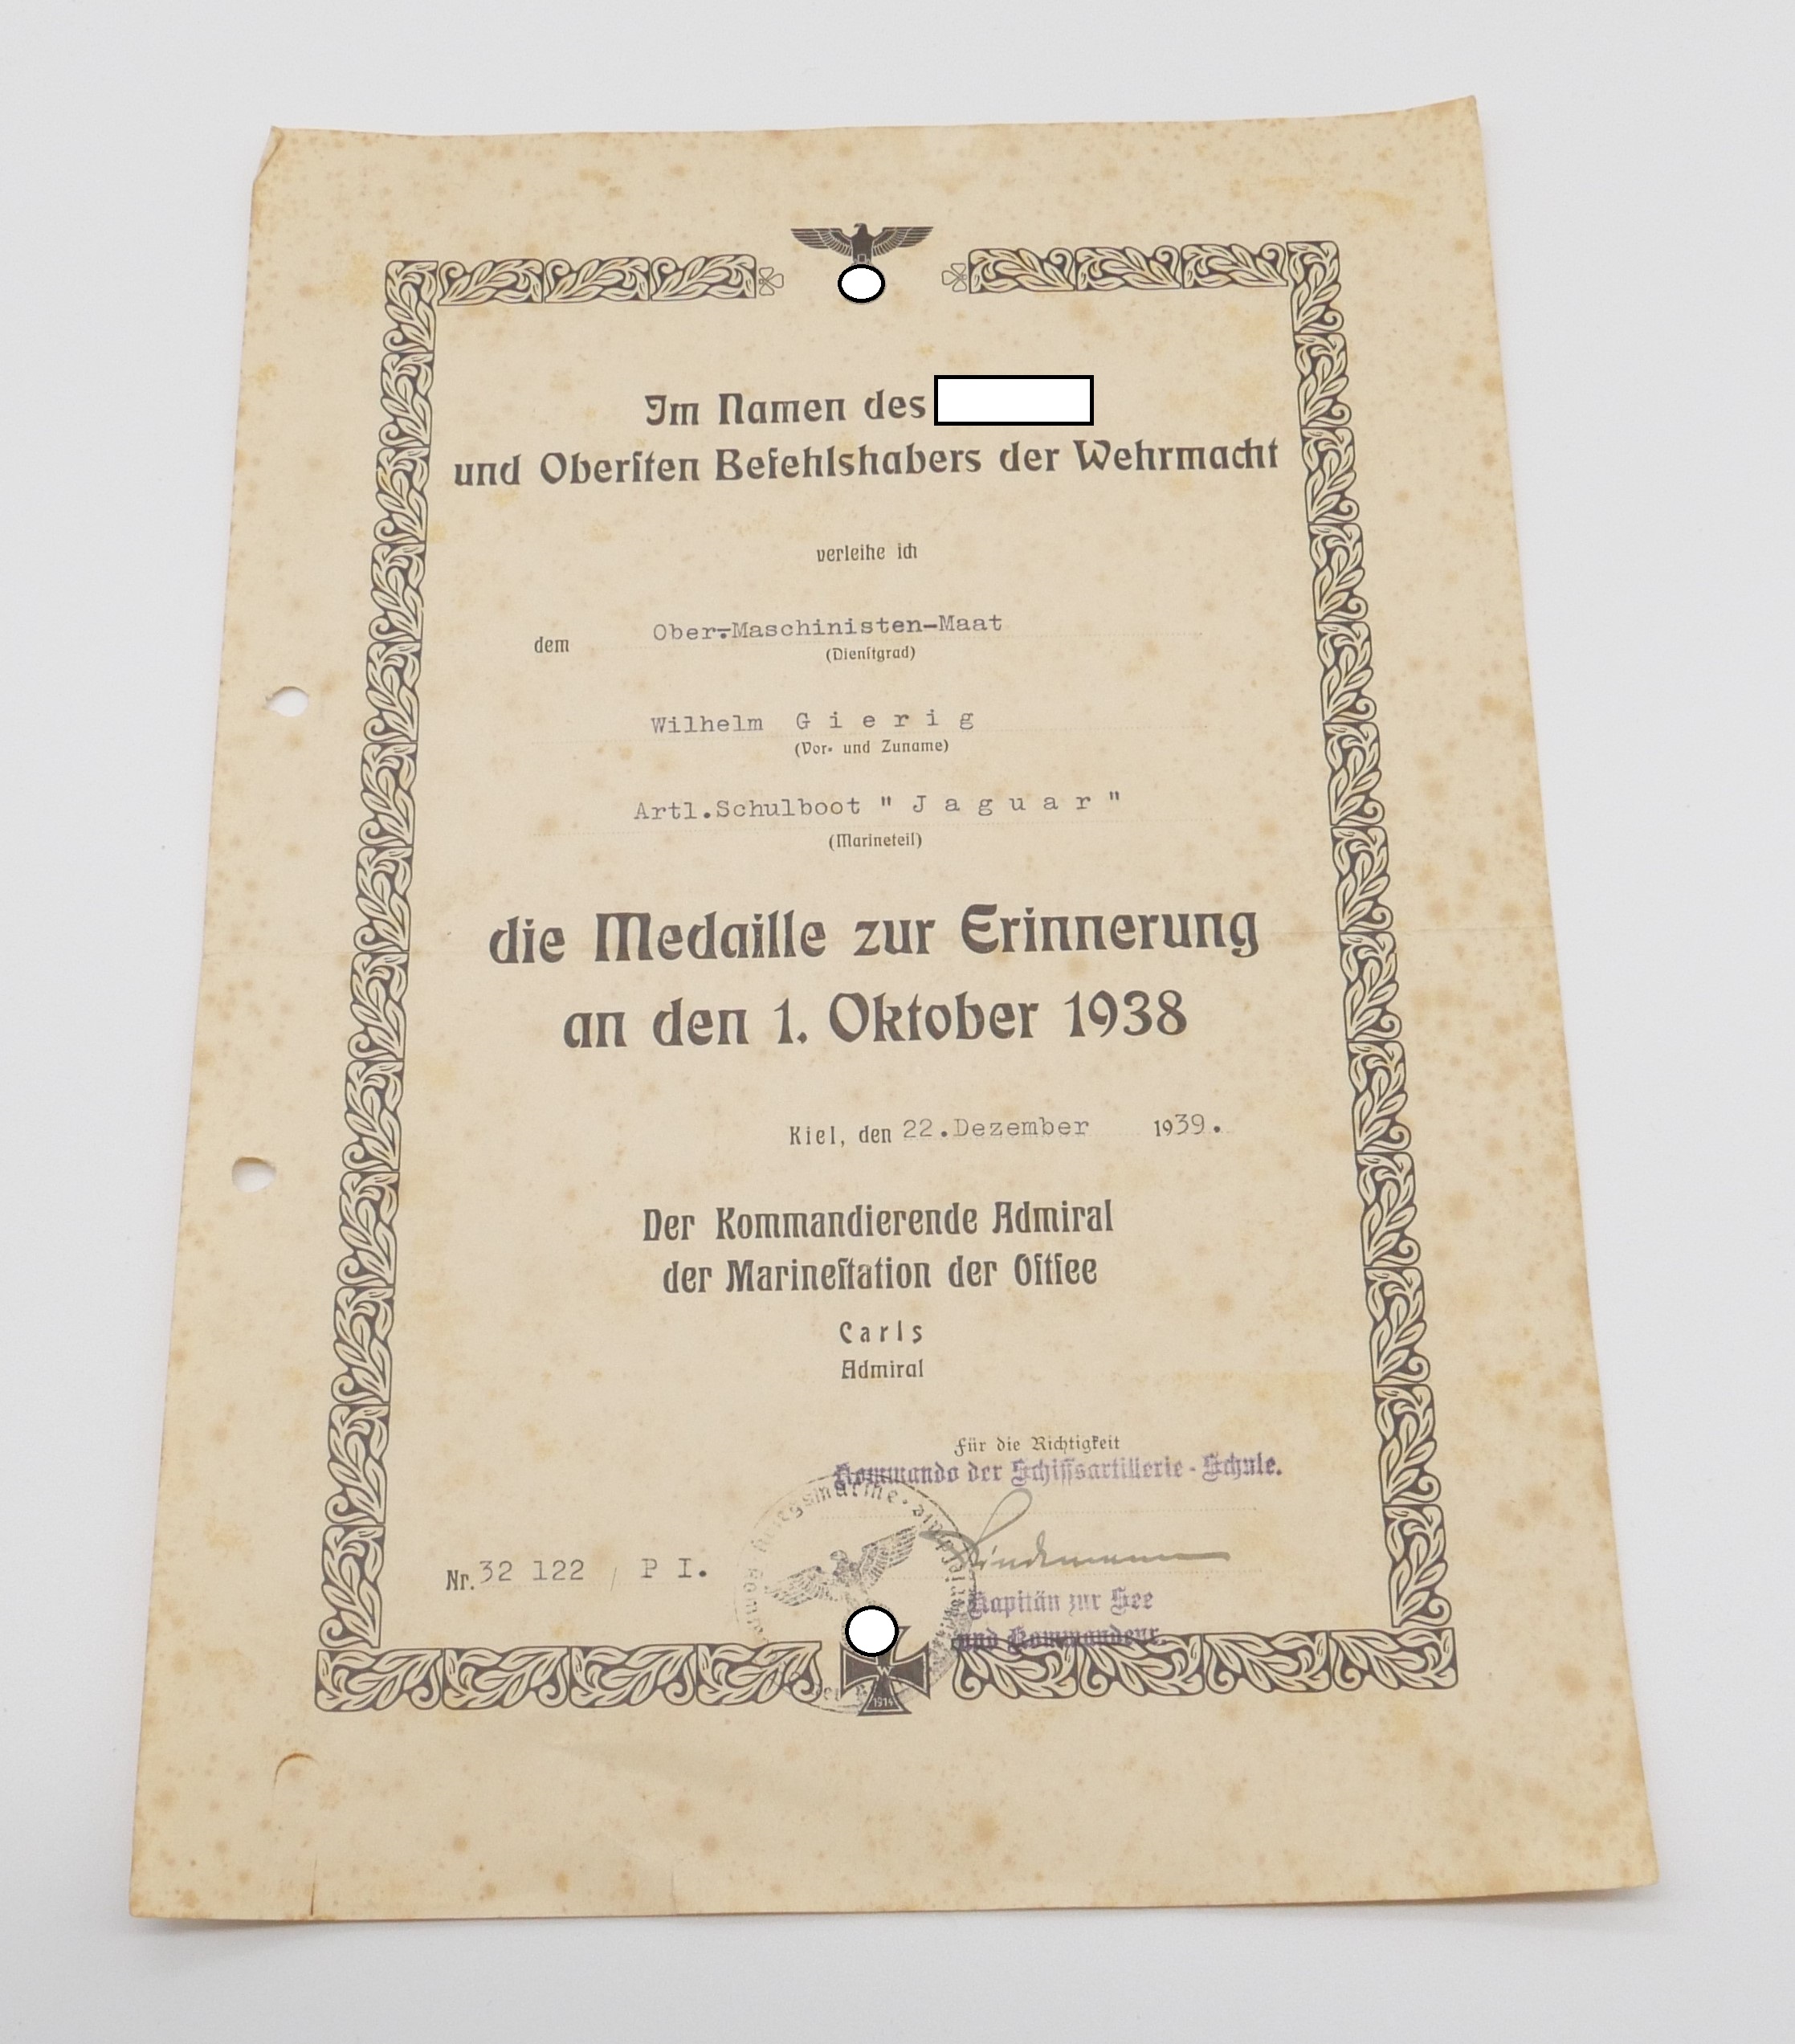 Im Namen des
und Oberſten Befehlshabers der Wehrmacht
verleihe ich
dem Ober-Maschinisten-Maat
(Dienſtgrad)
Wilhelm G i e r i g
(Vor- und Zuname)
Artl.Schulboot " J a g u a r "
(Marineteil)
die Medaille zur Erinnerung
an den 1. Oktober 1938
Kiel, den 22.Dezember 1939.
Der Kommandierende Admiral
der Marineſtation der Oſtſee
Carls
Admiral
Für die Richtigkeit
Kommando der Schiffsartillerie-Schule.
Kriegsmarine
Lindemann
Nr. 32 122 / P I.
Kapitän zur See
und Kommandeur.
W
1914